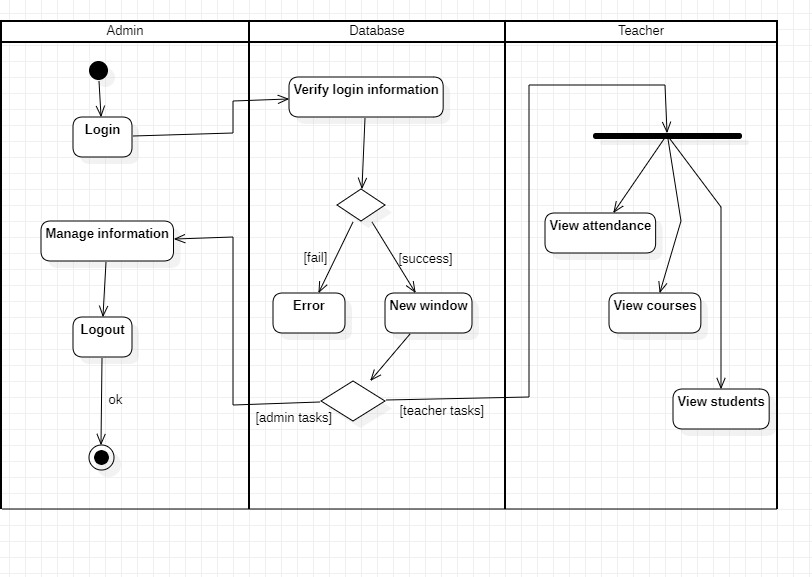 Admin
Database
Teacher
Verify login information
Login
View attendance
Manage information
[fail]
[success]
Error
New window
View courses
Logout
ok
[admin tasks]
[teacher tasks]
View students